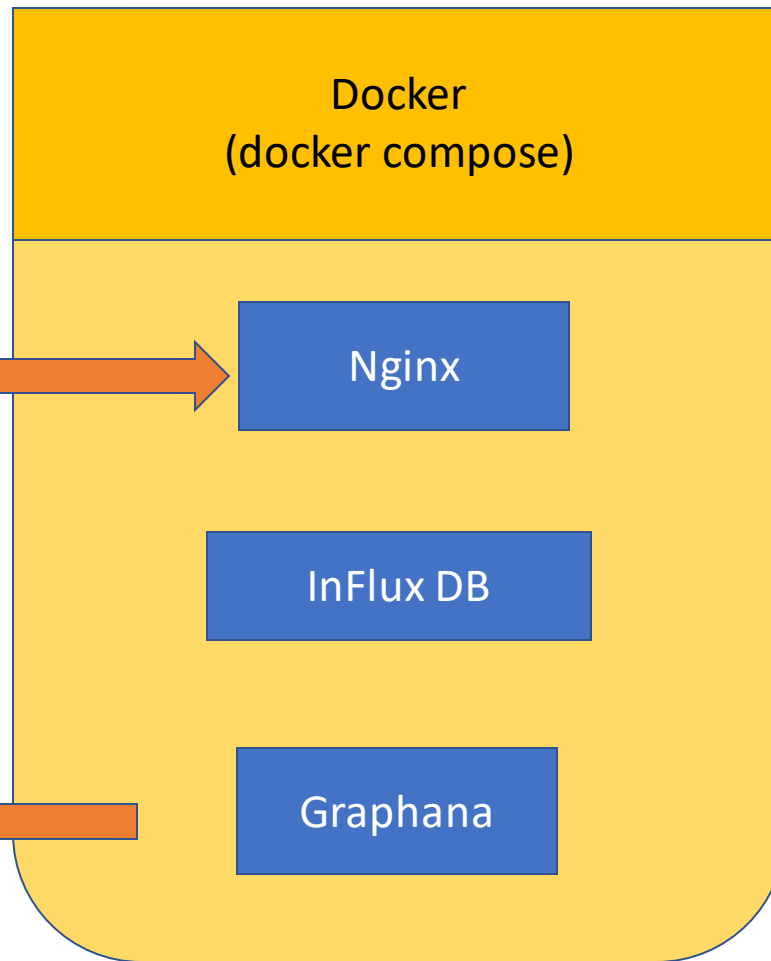 Docker
(docker compose)
Nginx
InFlux DB
Graphana